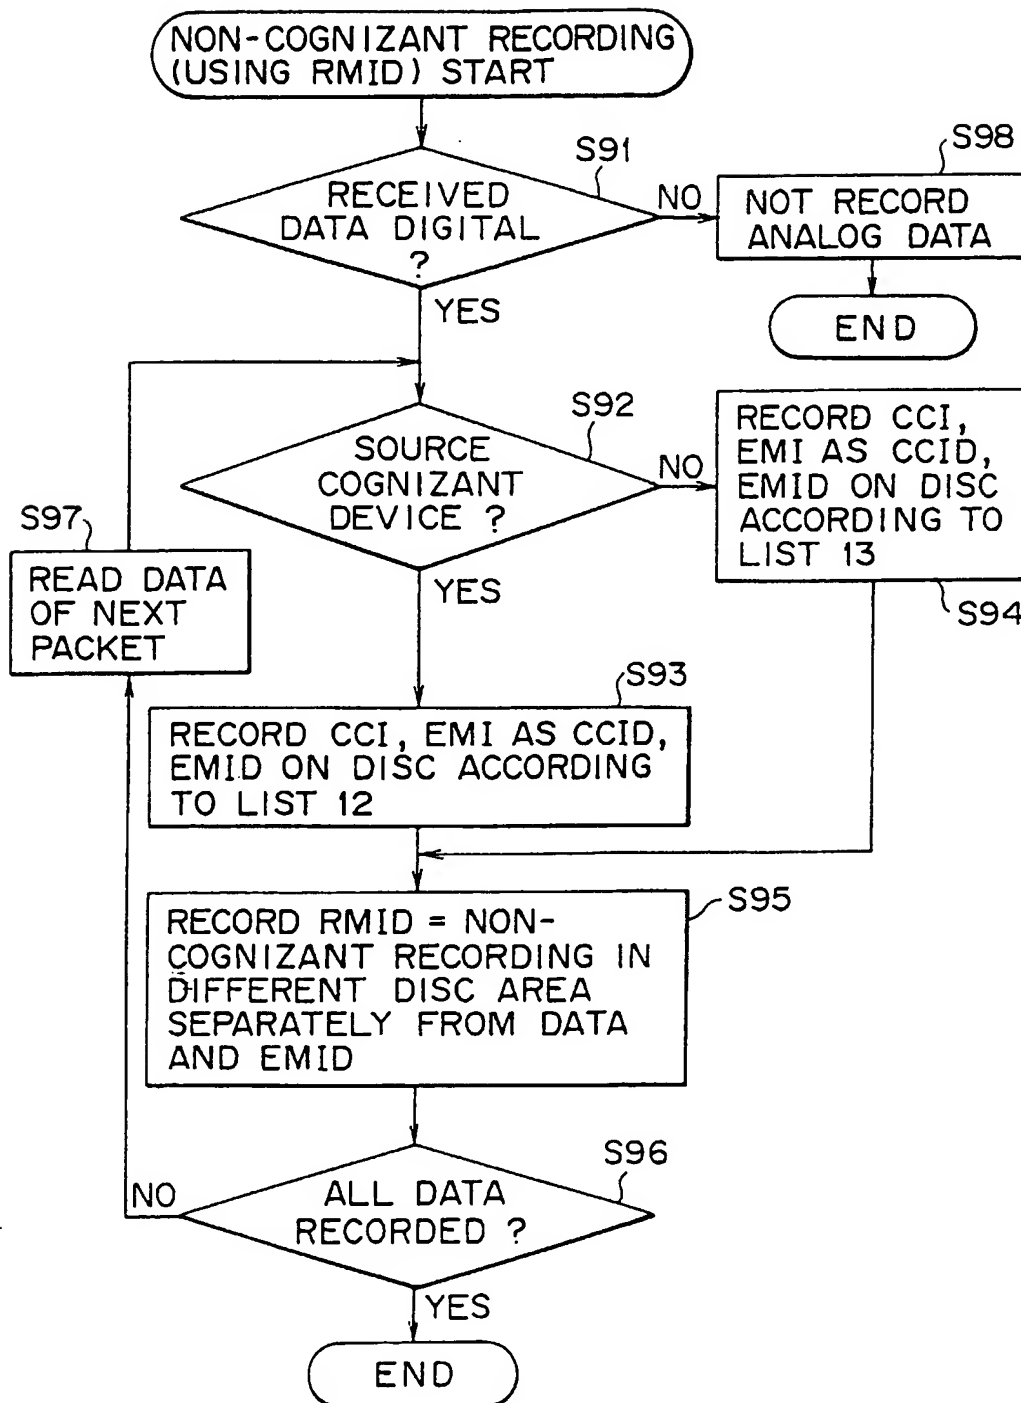 NON-COGNIZANT RECORDING
(USING RMID) START
S91
RECEIVED
DATA DIGITAL
?
NO
YES
S98
NOT RECORD
ANALOG DATA
END
S92
SOURCE
COGNIZANT
DEVICE ?
NO
YES
RECORD CCI,
EMI AS CCID,
EMID ON DISC
ACCORDING TO
LIST 13
S94
S97
READ DATA
OF NEXT
PACKET
S93
RECORD CCI, EMI AS CCID,
EMID ON DISC ACCORDING
TO LIST 12
S95
RECORD RMID = NON-
COGNIZANT RECORDING IN
DIFFERENT DISC AREA
SEPARATELY FROM DATA
AND EMID
S96
ALL DATA
RECORDED ?
NO
YES
END